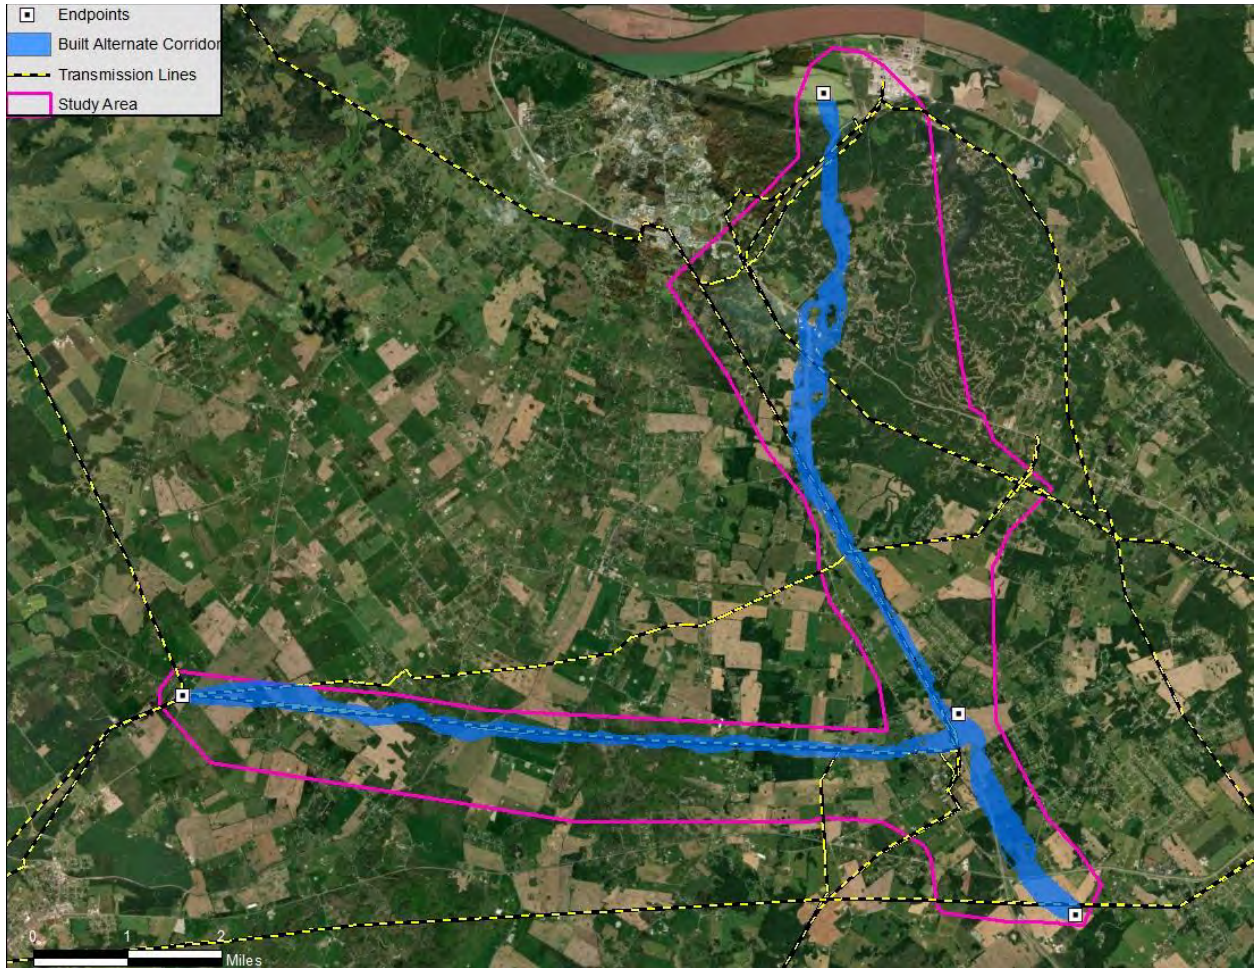 Endpoints
Built Alternate Corridor
Transmission Lines
Study Area
0 1 2
Miles